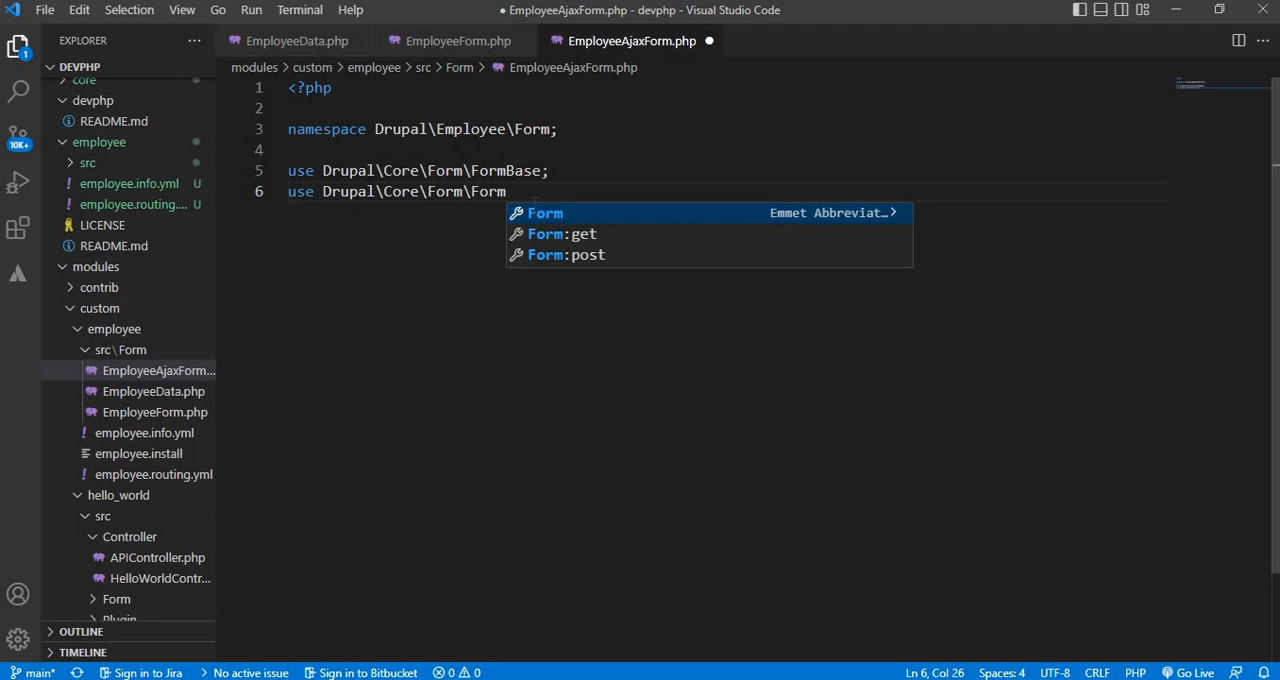 File Edit Selection View Go Run Terminal Help
● EmployeeAjaxForm.php - devphp - Visual Studio Code
EXPLORER ...
EmployeeData.php EmployeeForm.php EmployeeAjaxForm.php ●
DEVPHP
modules > custom > employee > src > Form > EmployeeAjaxForm.php
core
devphp
README.md
employee
src
employee.info.yml U
employee.routing.... U
LICENSE
README.md
modules
contrib
custom
employee
src\Form
EmployeeAjaxForm...
EmployeeData.php
EmployeeForm.php
employee.info.yml
employee.install
employee.routing.yml
hello_world
src
Controller
APIController.php
HelloWorldContr...
Form
Plugin
OUTLINE
TIMELINE
1
10K+
1 <?php
2
3 namespace Drupal\Employee\Form;
4
5 use Drupal\Core\Form\FormBase;
6 use Drupal\Core\Form\Form
Form Emmet Abbreviat...
Form:get
Form:post
main* Sign in to Jira No active issue Sign in to Bitbucket 0 0 Ln 6, Col 26 Spaces: 4 UTF-8 CRLF PHP Go Live